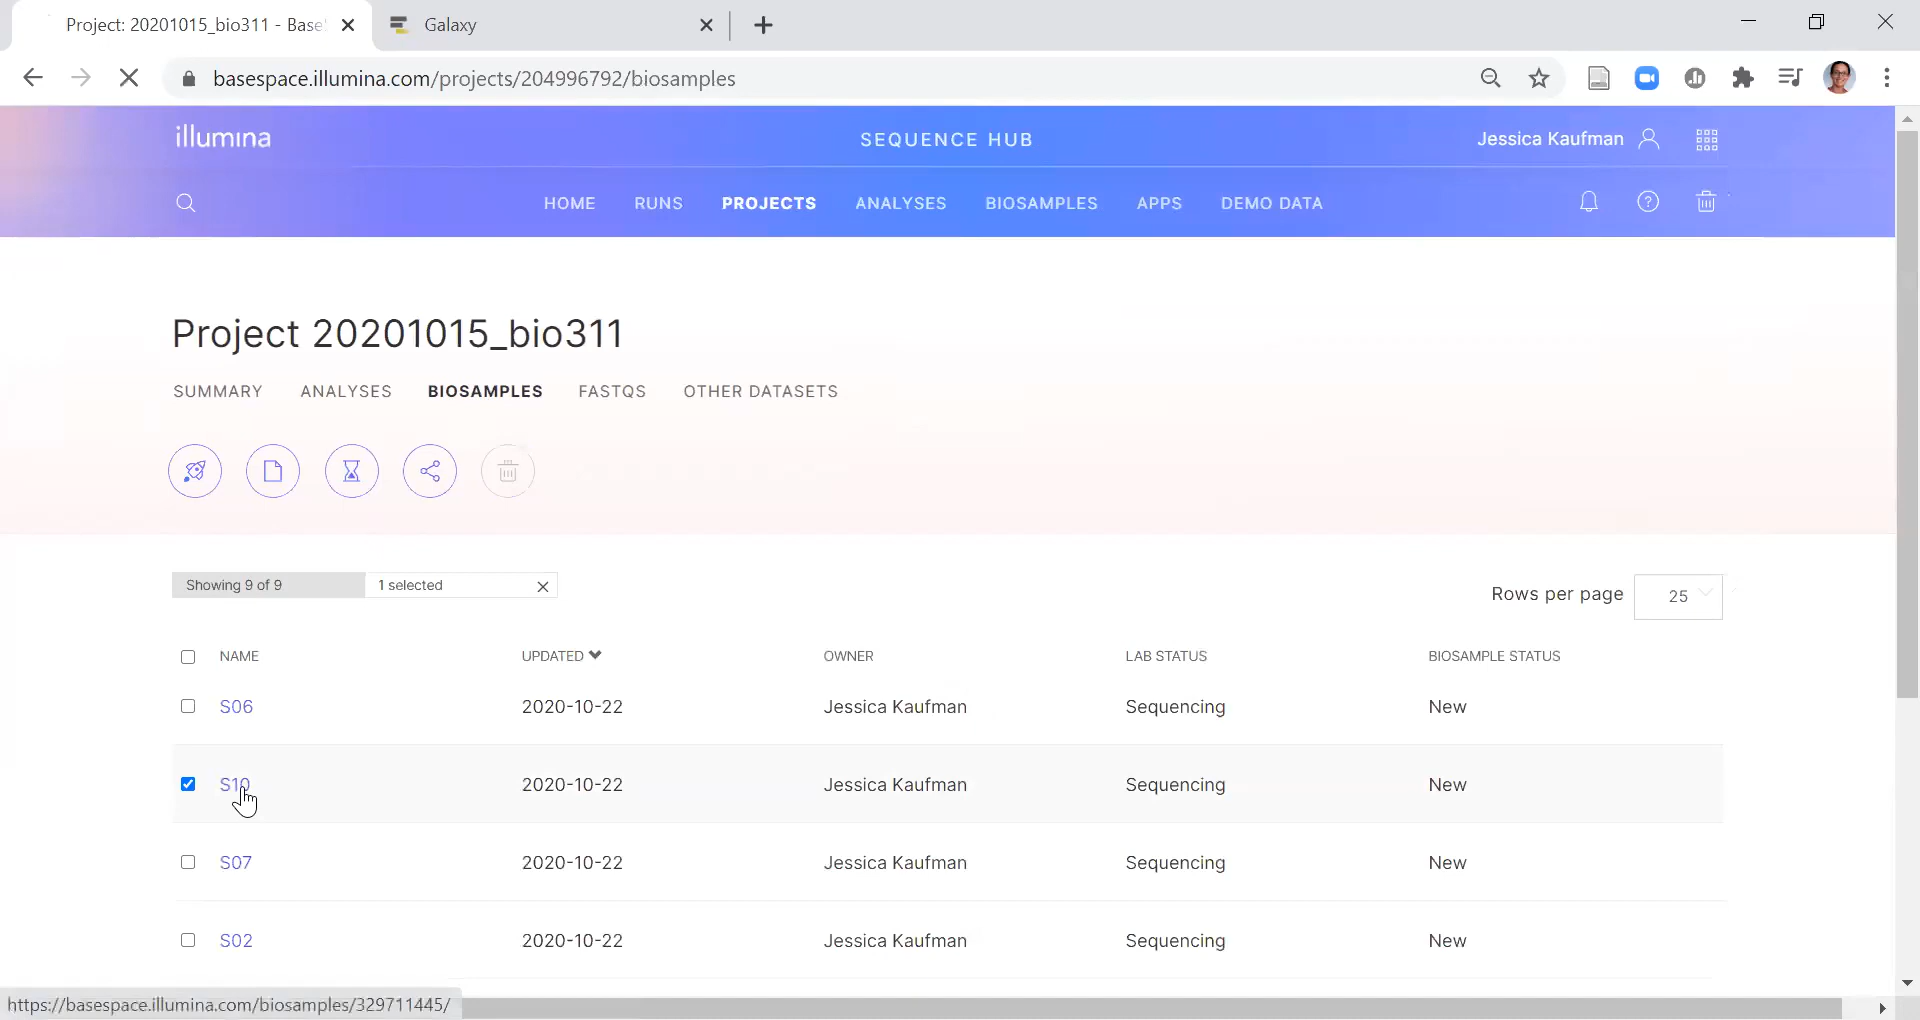 Project: 20201015_bio311 - Base
Galaxy
basespace.illumina.com/projects/204996792/biosamples
illumina
SEQUENCE HUB
Jessica Kaufman
HOME RUNS PROJECTS ANALYSES BIOSAMPLES APPS DEMO DATA
Project 20201015_bio311
SUMMARY ANALYSES BIOSAMPLES FASTQS OTHER DATASETS
Showing 9 of 9 1 selected
Rows per page 25
NAME UPDATED OWNER LAB STATUS BIOSAMPLE STATUS
S06 2020-10-22 Jessica Kaufman Sequencing New
S10 2020-10-22 Jessica Kaufman Sequencing New
S07 2020-10-22 Jessica Kaufman Sequencing New
S02 2020-10-22 Jessica Kaufman Sequencing New
https://basespace.illumina.com/biosamples/329711445/